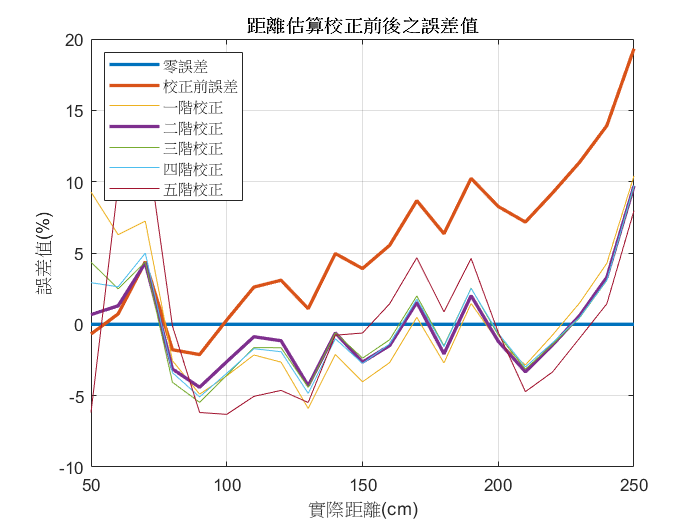 距離估算校正前後之誤差值
20
15
10
5
0
-5
-10
誤差值(%)
零誤差
校正前誤差
一階校正
二階校正
三階校正
四階校正
五階校正
50
100
150
200
250
實際距離(cm)